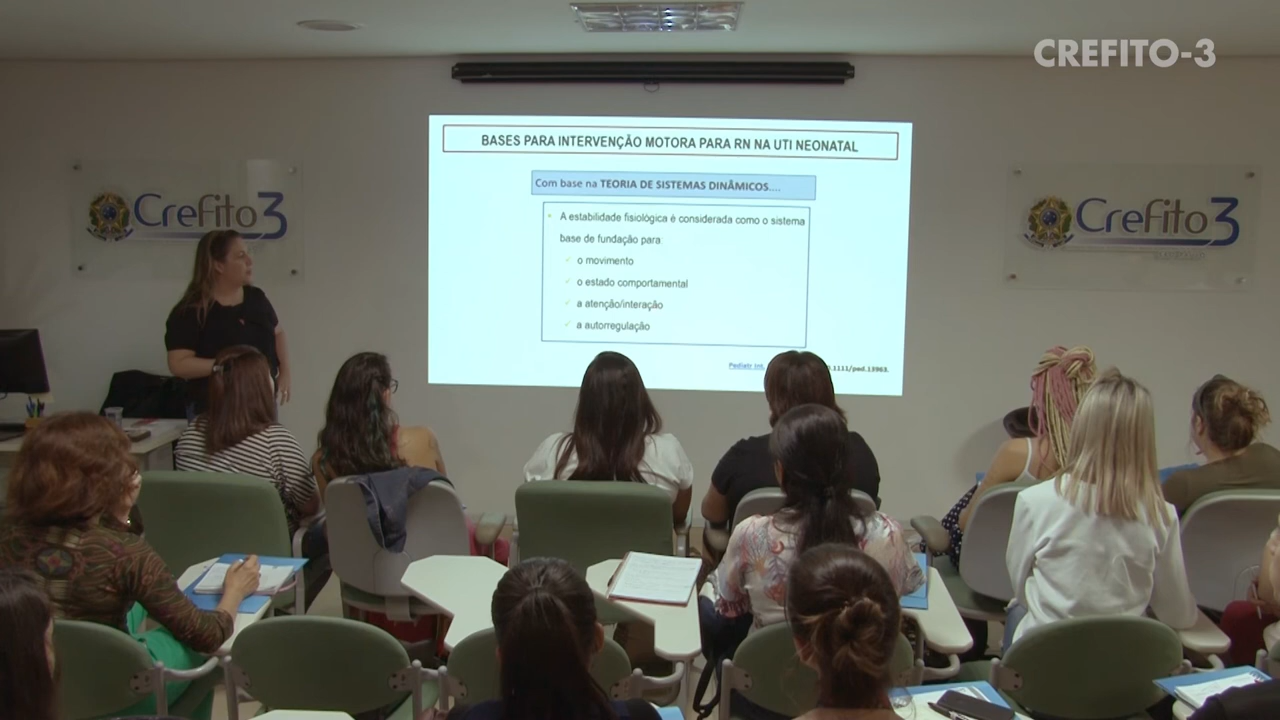 CREFITO-3
BASES PARA INTERVENÇÃO MOTORA PARA RN NA UTI NEONATAL
Com base na TEORIA DE SISTEMAS DINÂMICOS....
A estabilidade fisiológica é considerada como o sistema
base de fundação para:
o movimento
o estado comportamental
a atenção/interação
a autorregulação
Pediatr Int.
.1111/ped.13963.
CreFito3
CreFito3